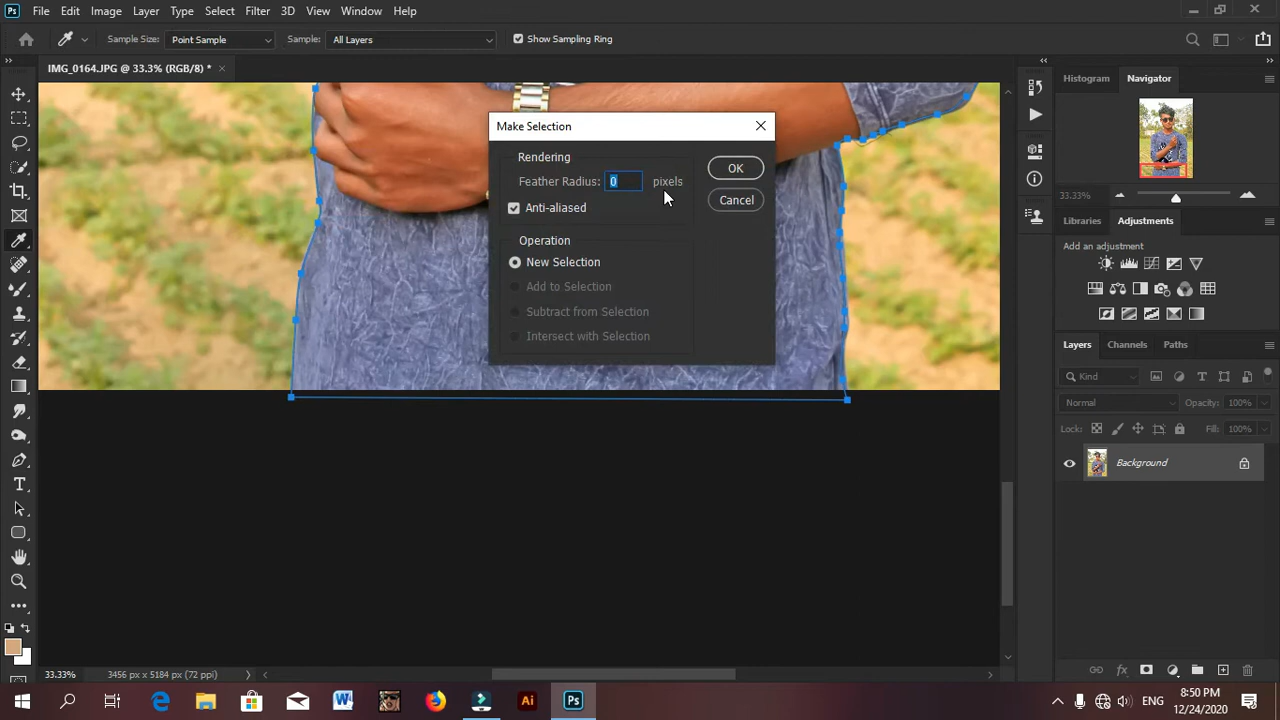 Ps File Edit Image Layer Type Select Filter 3D View Window Help
Sample Size: Point Sample Sample: All Layers Show Sampling Ring
IMG_0164.JPG @ 33.3% (RGB/8) *
Histogram Navigator
Make Selection
Rendering
Feather Radius: 0 pixels
OK
Anti-aliased
Cancel
33.33%
Libraries Adjustments
Operation
Add an adjustment
New Selection
Add to Selection
Subtract from Selection
Intersect with Selection
Layers Channels Paths
Kind
Normal Opacity: 100%
Lock: Fill: 100%
Background
33.33% 3456 px x 5184 px (72 ppi)
W Ai Ps ENG
8:50 PM
12/24/2020